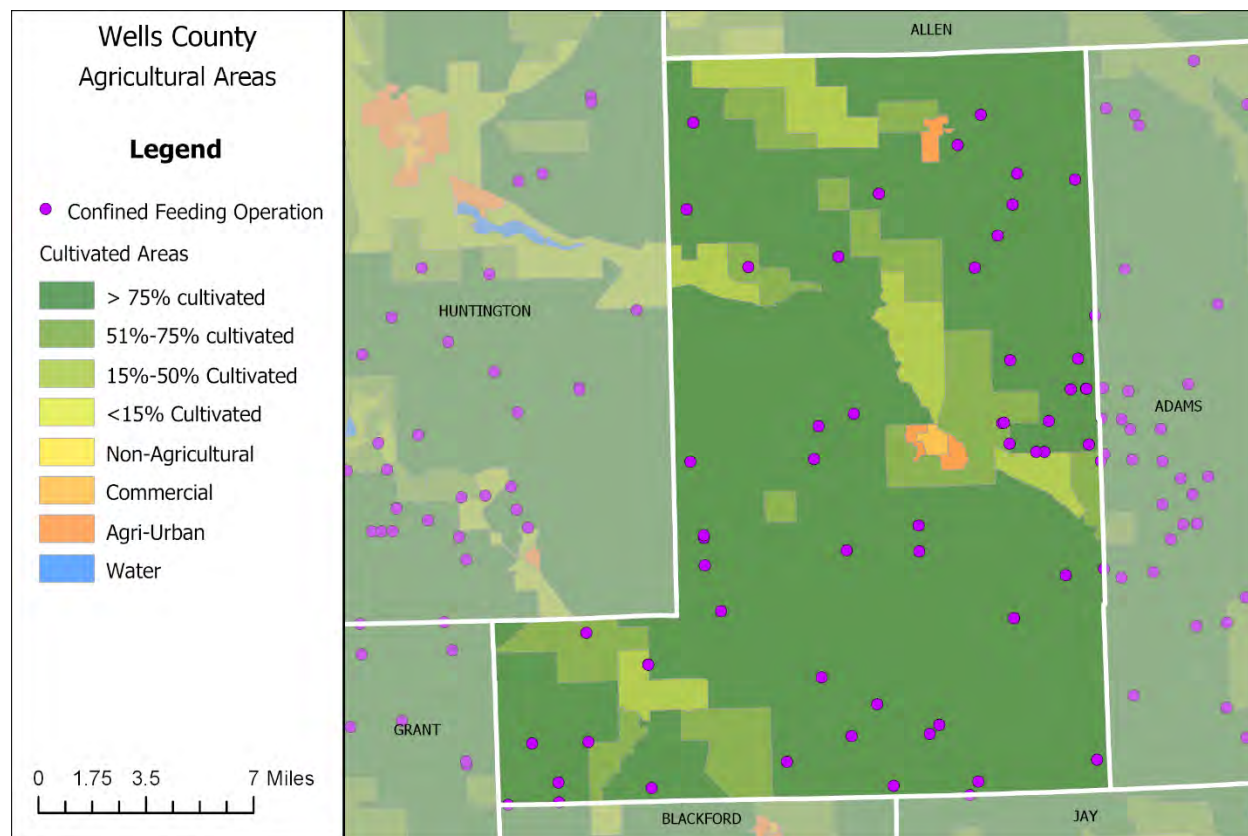 Wells County
Agricultural Areas
Legend
Confined Feeding Operation
Cultivated Areas
> 75% cultivated
51%-75% cultivated
15%-50% Cultivated
<15% Cultivated
Non-Agricultural
Commercial
Agri-Urban
Water
0 1.75 3.5 7 Miles
ALLEN
HUNTINGTON
ADAMS
GRANT
BLACKFORD
JAY